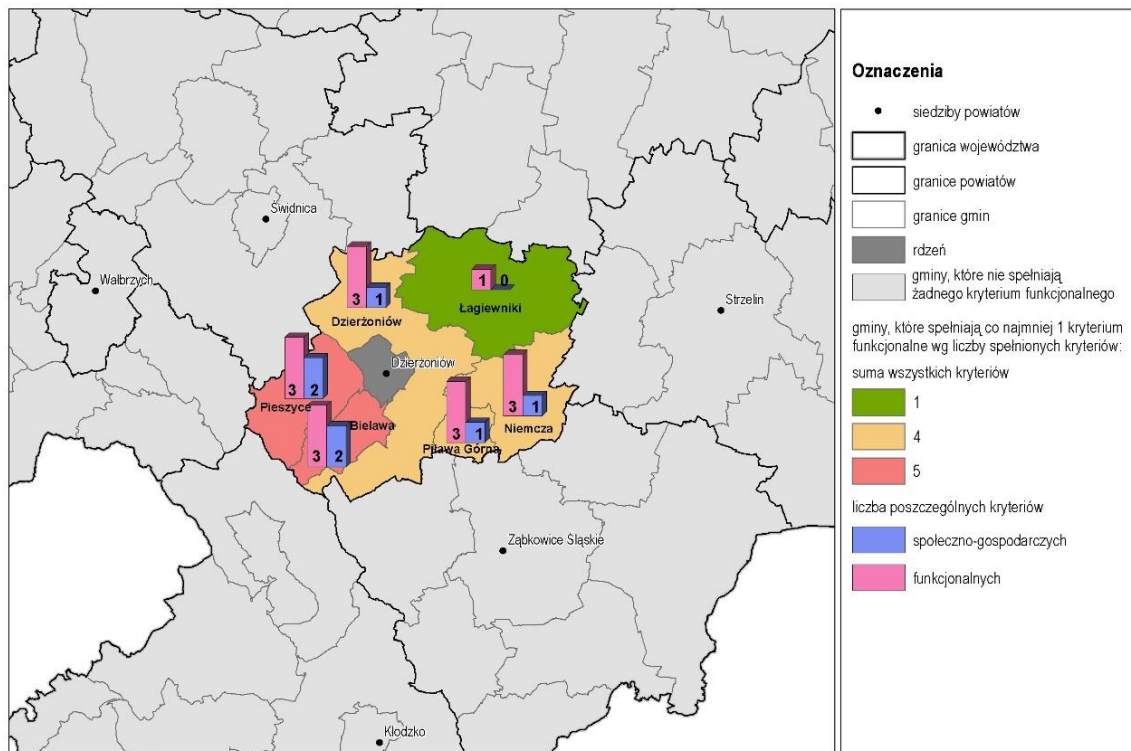 Świdnica
Wałbrzych
3 1
Dzierżoniów
1 0
Łagiewniki
Strzelin
Dzierżoniów
3 2
Pieszyce
3 1
Niemcza
Bielawa
3 2
3 1
Piława Górna
Ząbkowice Śląskie
Kłodzko
Oznaczenia
siedziby powiatów
granica województwa
granice powiatów
granice gmin
rdzeń
gminy, które nie spełniają
żadnego kryterium funkcjonalnego
gminy, które spełniają co najmniej 1 kryterium
funkcjonalne wg liczby spełnionych kryteriów:
suma wszystkich kryteriów
1
4
5
liczba poszczególnych kryteriów
społeczno-gospodarczych
funkcjonalnych